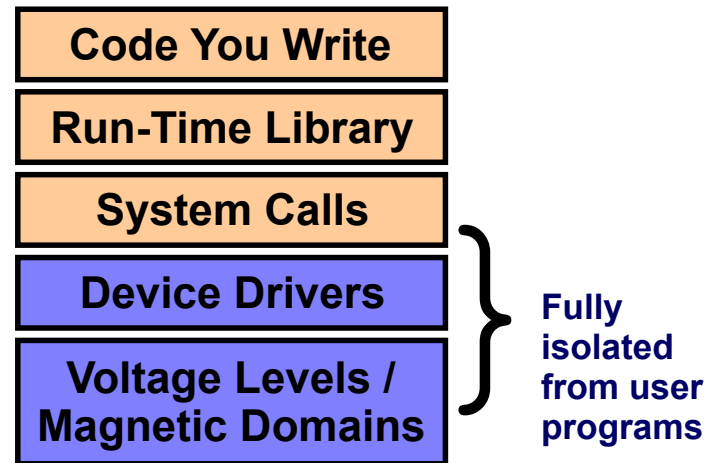 Code You Write
Run-Time Library
System Calls
Device Drivers
Voltage Levels /
Magnetic Domains
Fully
isolated
from user
programs